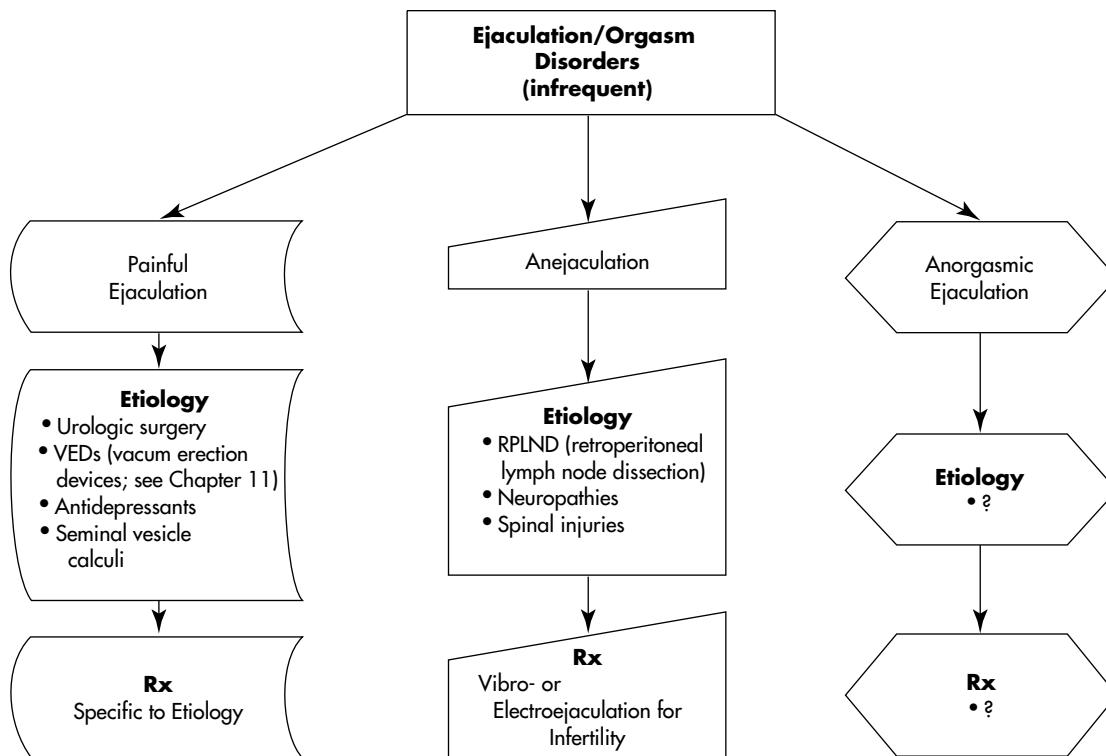 Ejaculation/Orgasm
Disorders
(infrequent)
Painful
Ejaculation
Anejaculation
Anorgasmic
Ejaculation
Etiology
• Urologic surgery
• VEDs (vacum erection
devices; see Chapter 11)
• Antidepressants
• Seminal vesicle
calculi
Etiology
• RPLND (retroperitoneal
lymph node dissection)
• Neuropathies
• Spinal injuries
Etiology
• ?
Rx
Specific to Etiology
Rx
Vibro- or
Electroejaculation for
Infertility
Rx
• ?